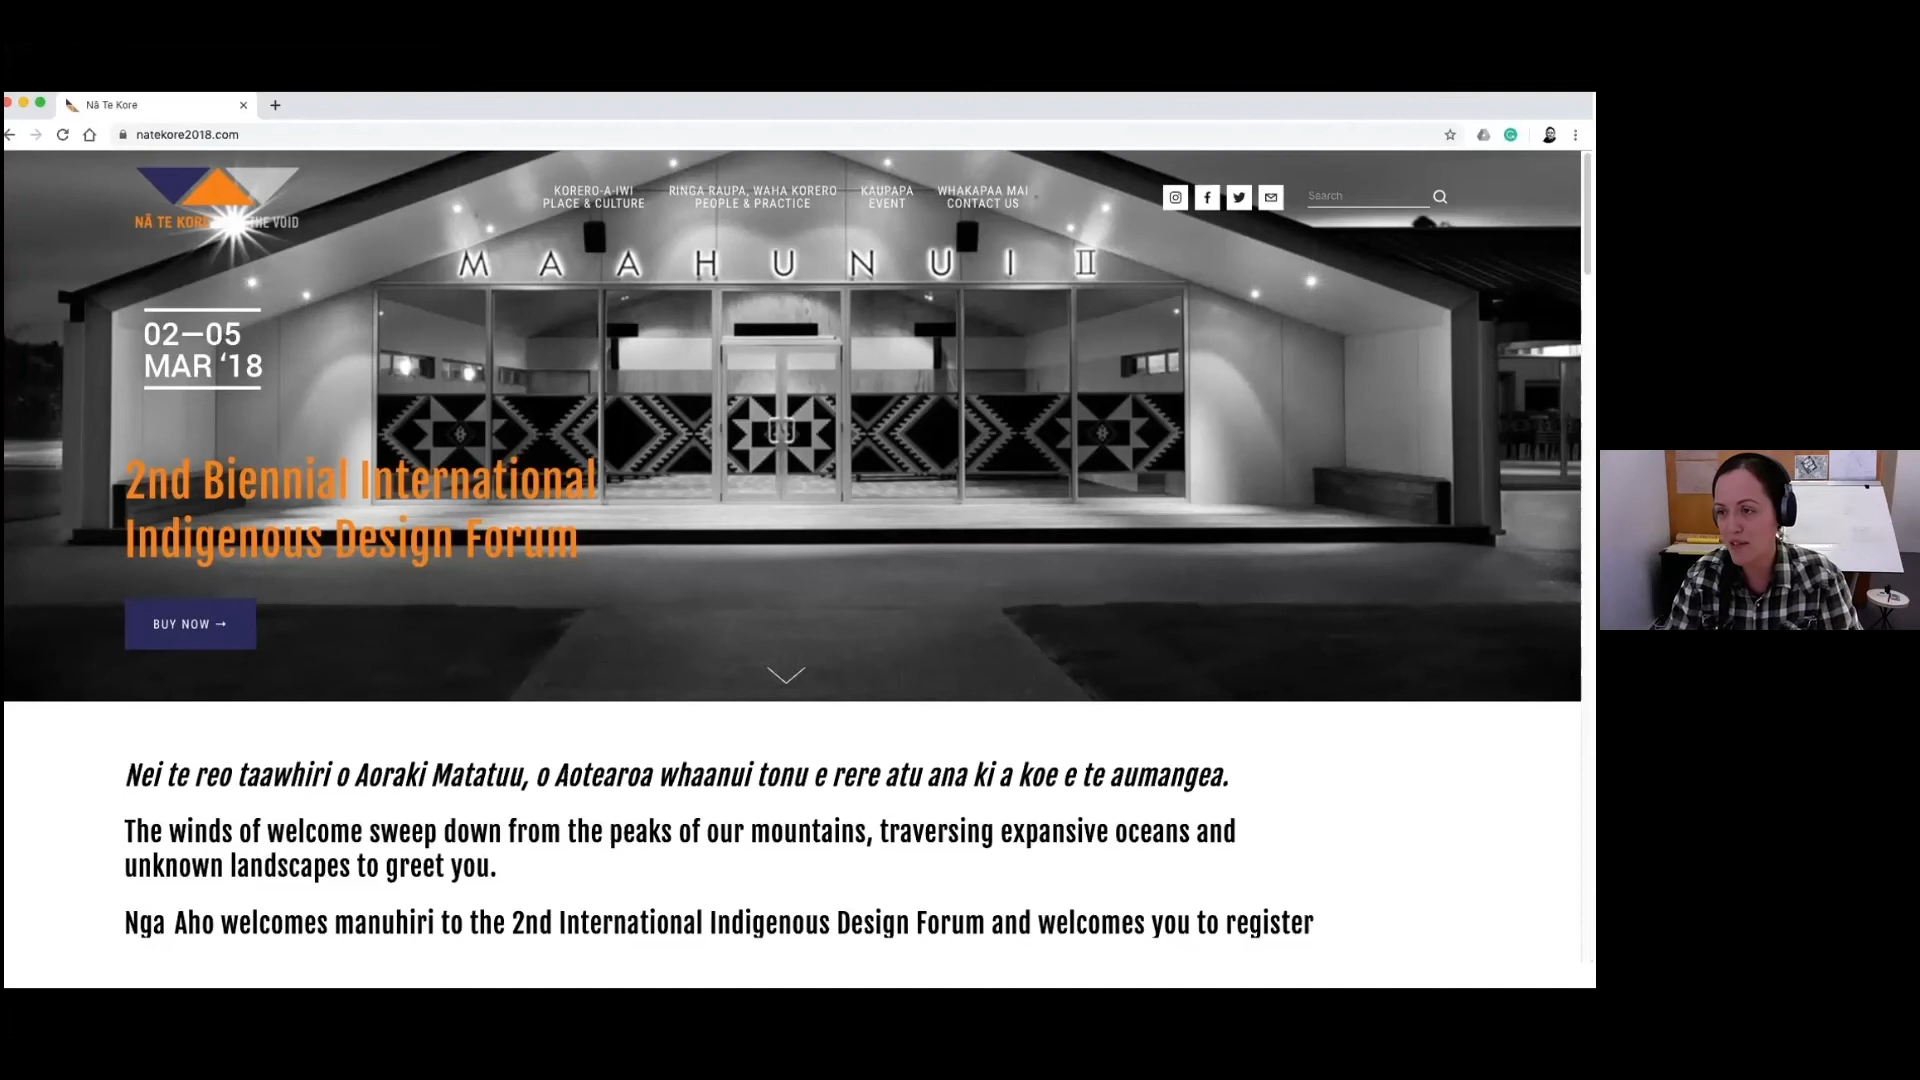 Nā Te Kore
natekore2018.com
NĀ TE KORE THE VOID
KORERO-A-IWI
PLACE & CULTURE
RINGA RAUPA, WAHA KORERO
PEOPLE & PRACTICE
KAUPAPA
EVENT
WHAKAPAA MAI
CONTACT US
Search
MAAHUNUI II
02–05
MAR ‘18
2nd Biennial International
Indigenous Design Forum
BUY NOW →
Nei te reo taawhiri o Aoraki Matatuu, o Aotearoa whaanui tonu e rere atu ana ki a koe e te aumangea.
The winds of welcome sweep down from the peaks of our mountains, traversing expansive oceans and
unknown landscapes to greet you.
Nga Aho welcomes manuhiri to the 2nd International Indigenous Design Forum and welcomes you to register